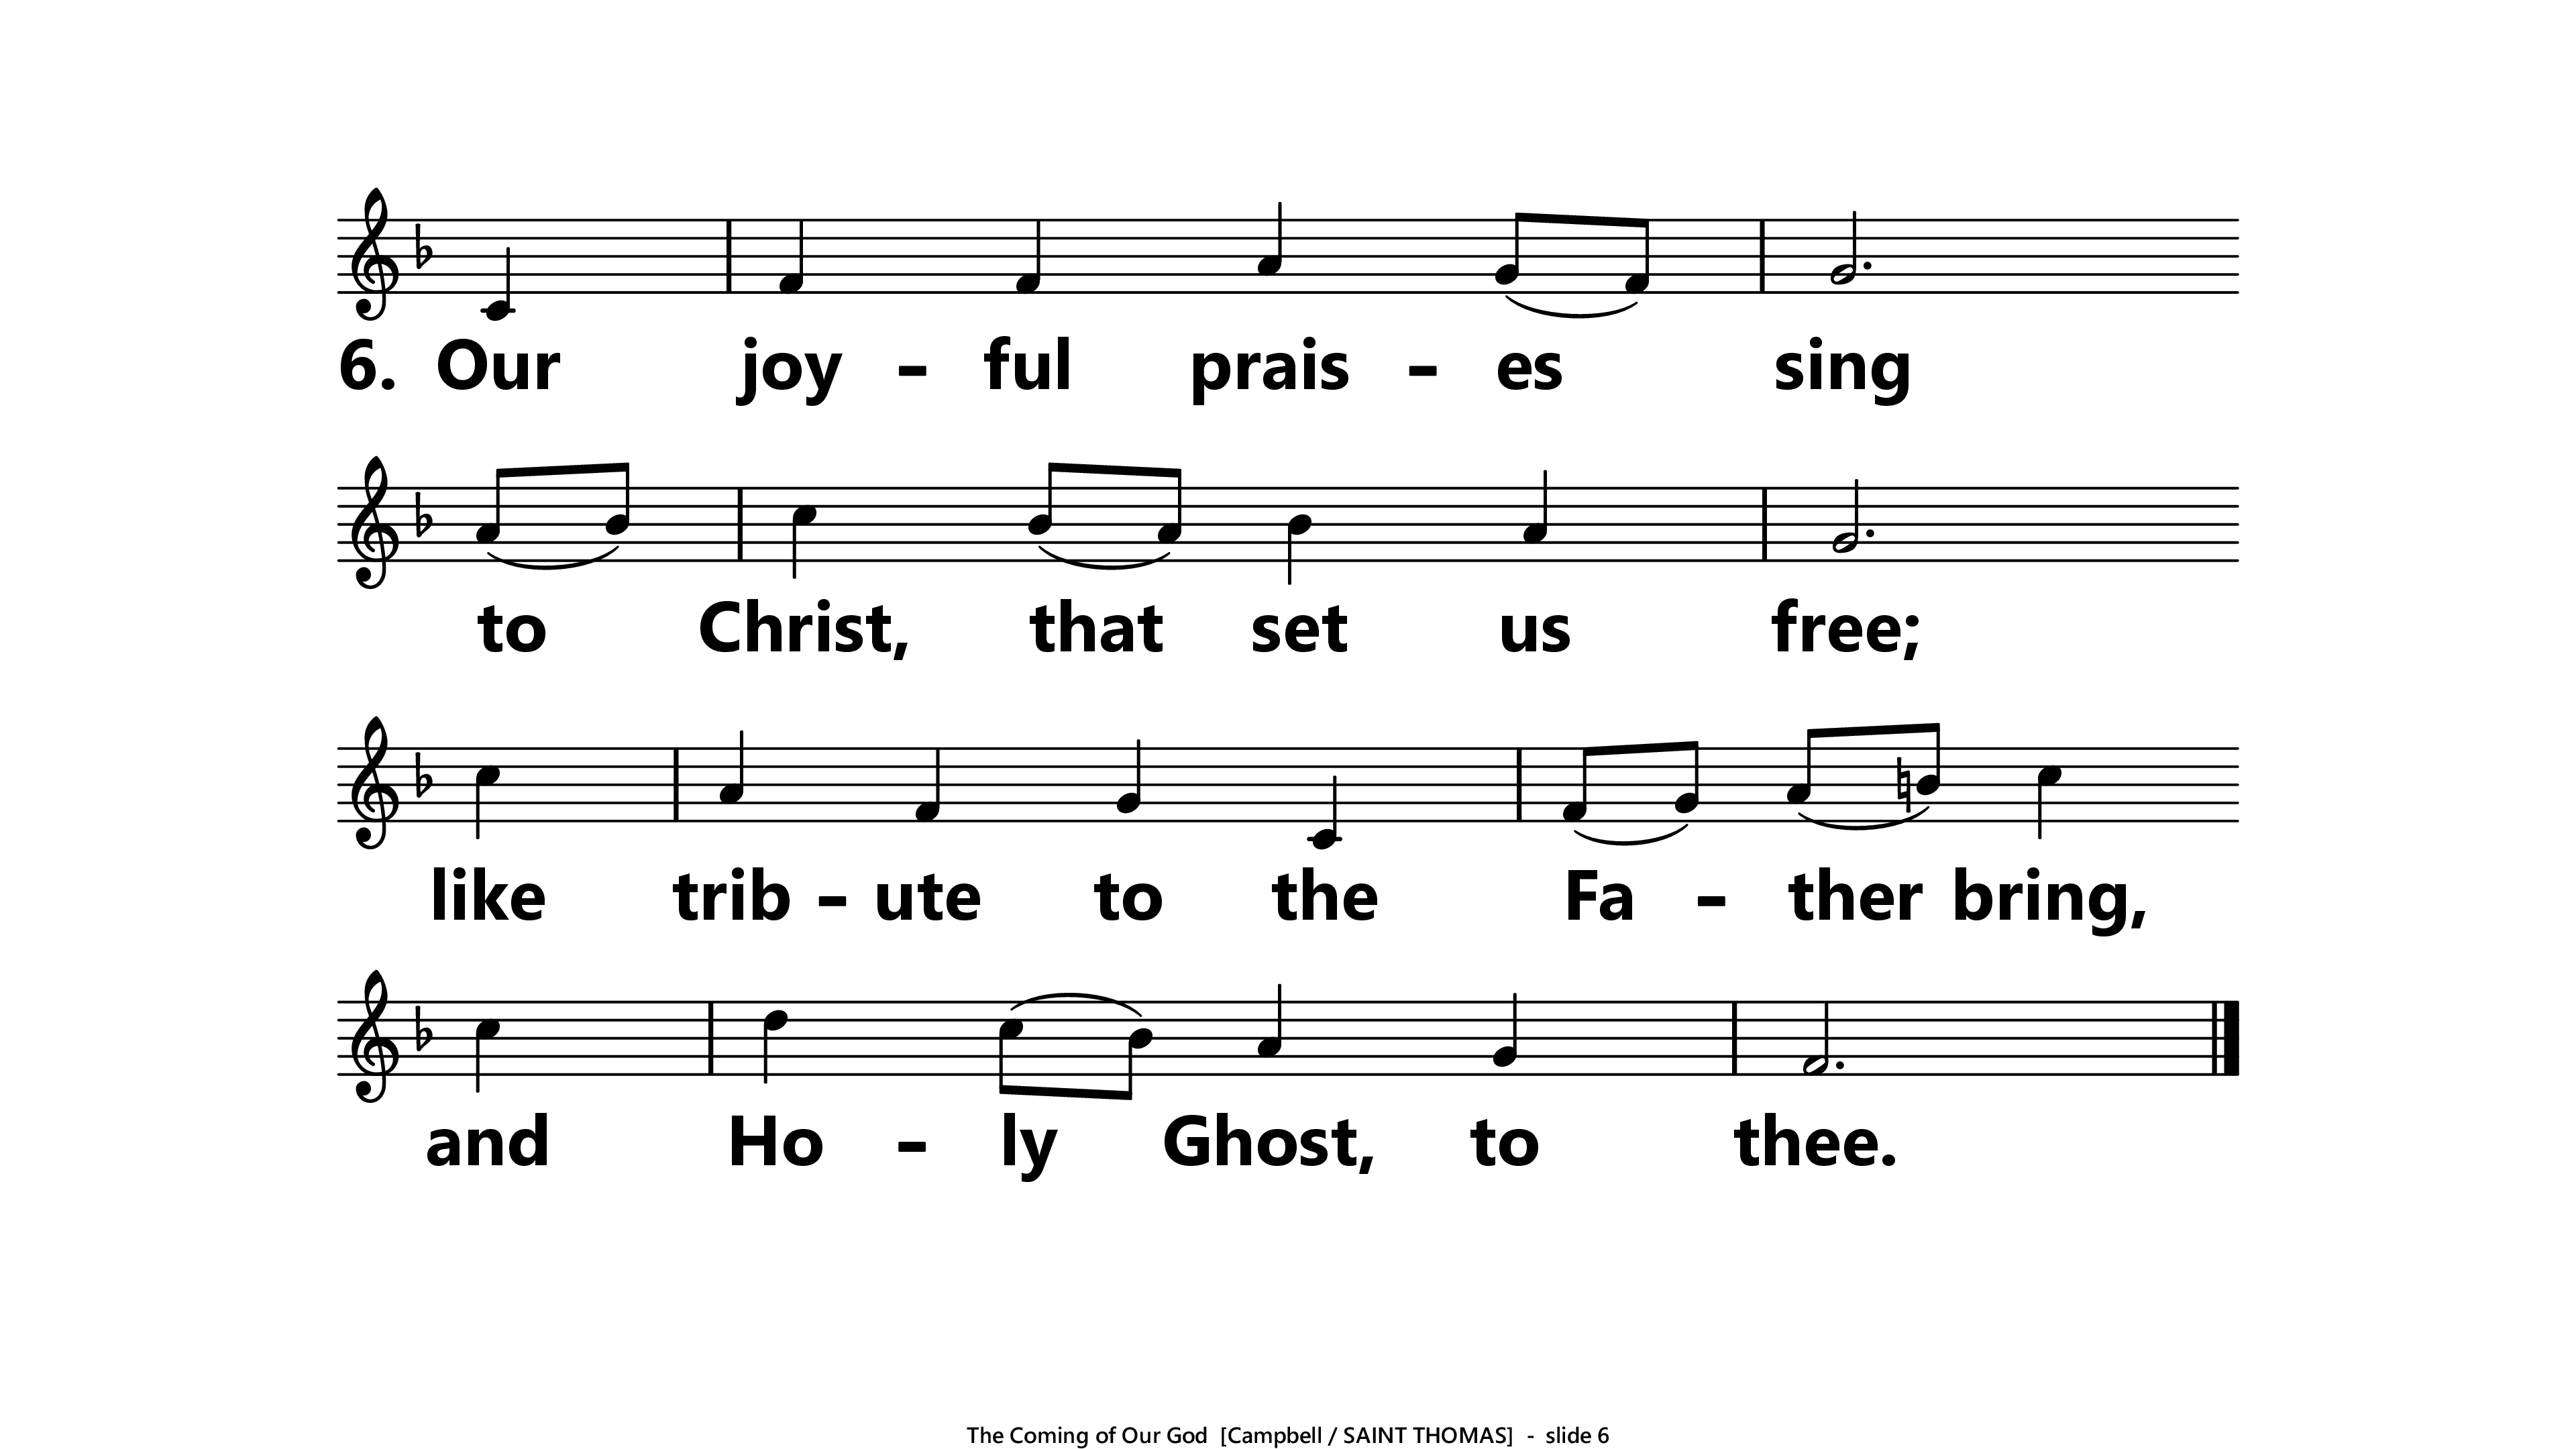 6. Our joy - ful prais - es sing
to Christ, that set us free;
like trib - ute to the Fa - ther bring,
and Ho - ly Ghost, to thee.
The Coming of Our God [Campbell / SAINT THOMAS] - slide 6